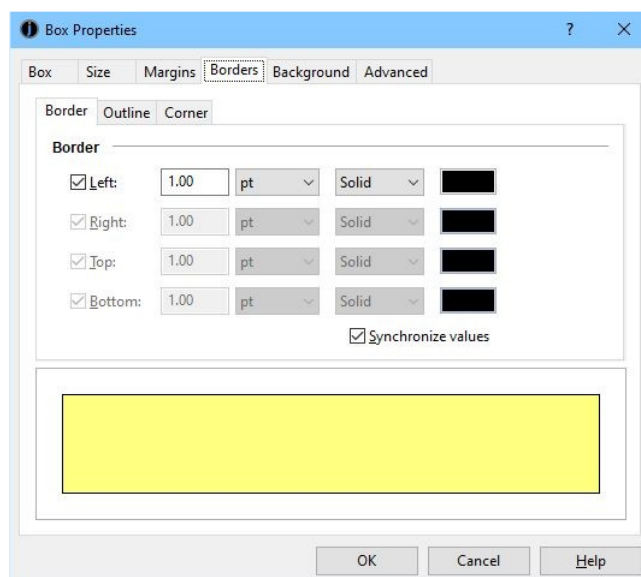 Box Properties ? ×
Box Size Margins Borders Background Advanced
Border Outline Corner
Border
Left: 1.00 pt Solid
Right: 1.00 pt Solid
Top: 1.00 pt Solid
Bottom: 1.00 pt Solid
Synchronize values
OK Cancel Help